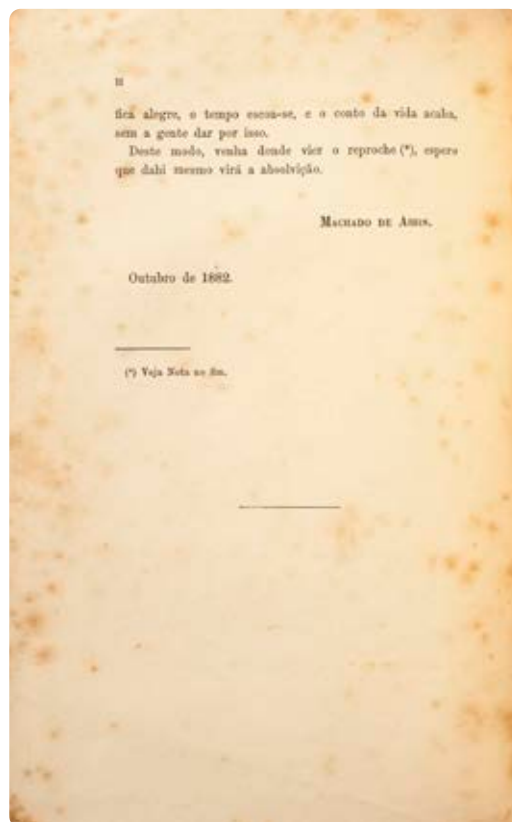 II
fica alegre, o tempo escoa-se, e o conto da vida acaba,
sem a gente dar por isso.
Deste modo, venha donde vier o reproche (*), espero
que dahi mesmo virá a absolvição.
MACHADO DE ASSIS.
Outubro de 1882.
(*) Veja Nota no fim.